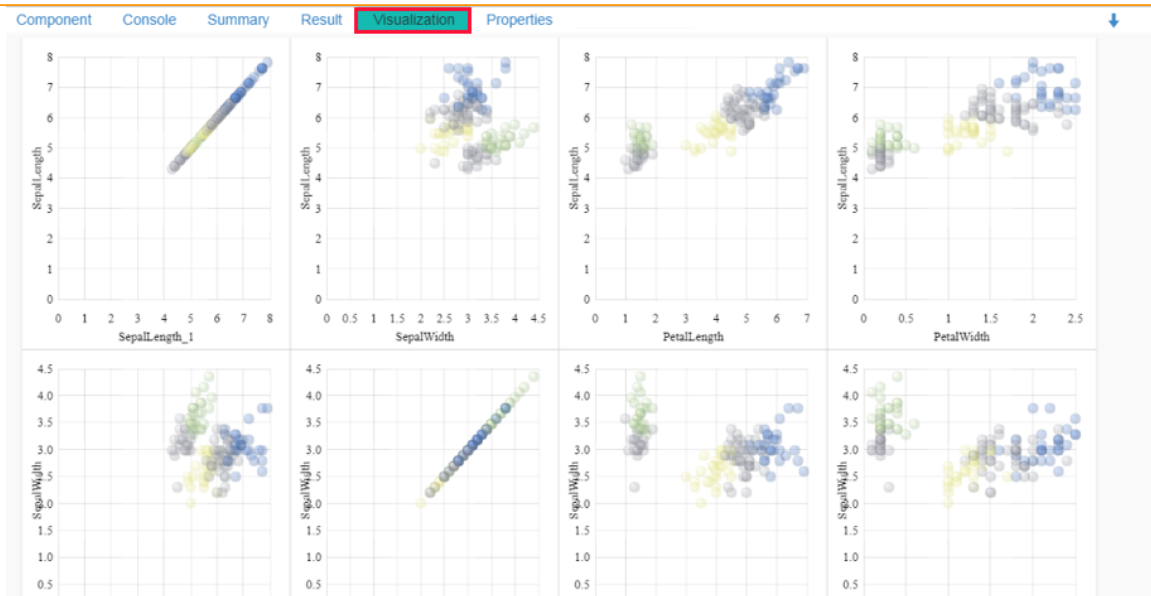 Component Console Summary Result Visualization Properties
8 8 8 8
7 7 7 7
6 6 6 6
5 5 5 5
SepalLength SepalLength SepalLength SepalLength
4 4 4 4
3 3 3 3
2 2 2 2
1 1 1 1
0 0 0 0
0 1 2 3 4 5 6 7 8 0 0.5 1 1.5 2 2.5 3 3.5 4 4.5 0 1 2 3 4 5 6 7 0 0.5 1 1.5 2 2.5
SepalLength_1 SepalWidth PetalLength PetalWidth
4.5 4.5 4.5 4.5
4.0 4.0 4.0 4.0
3.5 3.5 3.5 3.5
3.0 3.0 3.0 3.0
2.5 2.5 2.5 2.5
SepalWidth SepalWidth SepalWidth SepalWidth
2.0 2.0 2.0 2.0
1.5 1.5 1.5 1.5
1.0 1.0 1.0 1.0
0.5 0.5 0.5 0.5